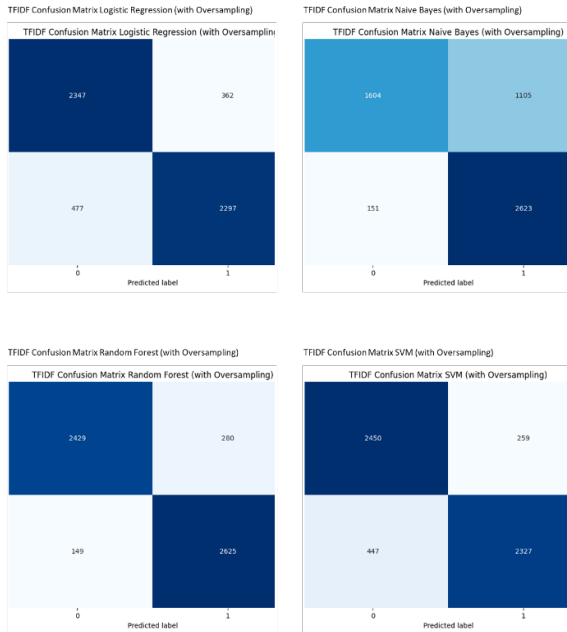 TFIDF Confusion Matrix Logistic Regression (with Oversampling)
TFIDF Confusion Matrix Logistic Regression (with Oversampling
2347 362
477 2297
0 1
Predicted label
TFIDF Confusion Matrix Naive Bayes (with Oversampling)
TFIDF Confusion Matrix Naive Bayes (with Oversampling)
1604 1105
151 2623
0 1
Predicted label
TFIDF Confusion Matrix Random Forest (with Oversampling)
TFIDF Confusion Matrix Random Forest (with Oversampling)
2429 280
149 2625
0 1
Predicted label
TFIDF Confusion Matrix SVM (with Oversampling)
TFIDF Confusion Matrix SVM (with Oversampling)
2450 259
447 2327
0 1
Predicted label